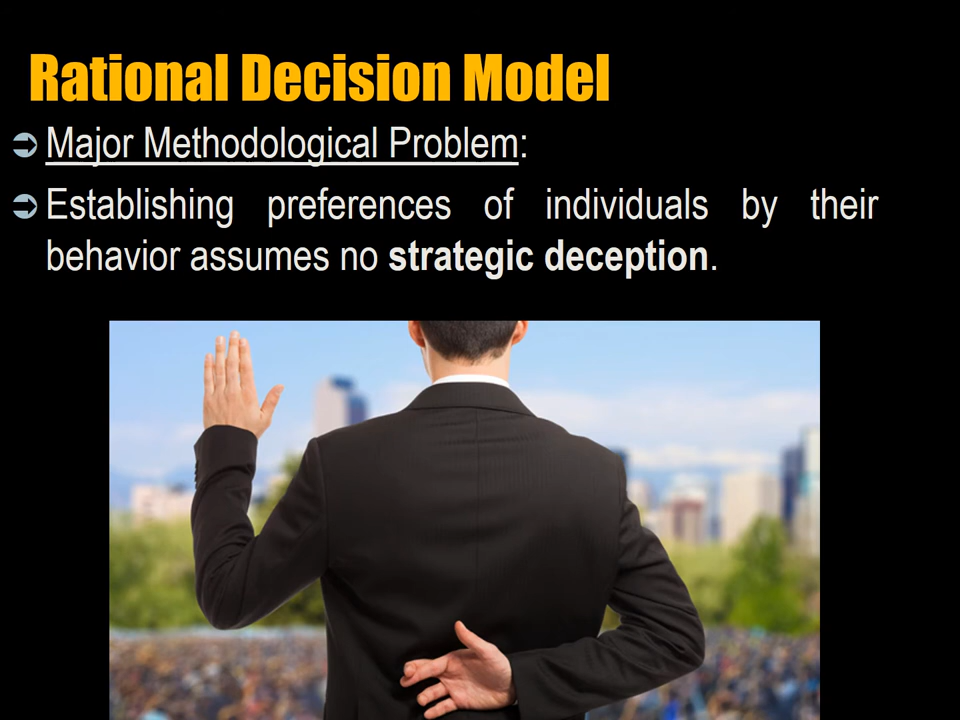 Rational Decision Model
Major Methodological Problem:
Establishing preferences of individuals by their
behavior assumes no strategic deception.